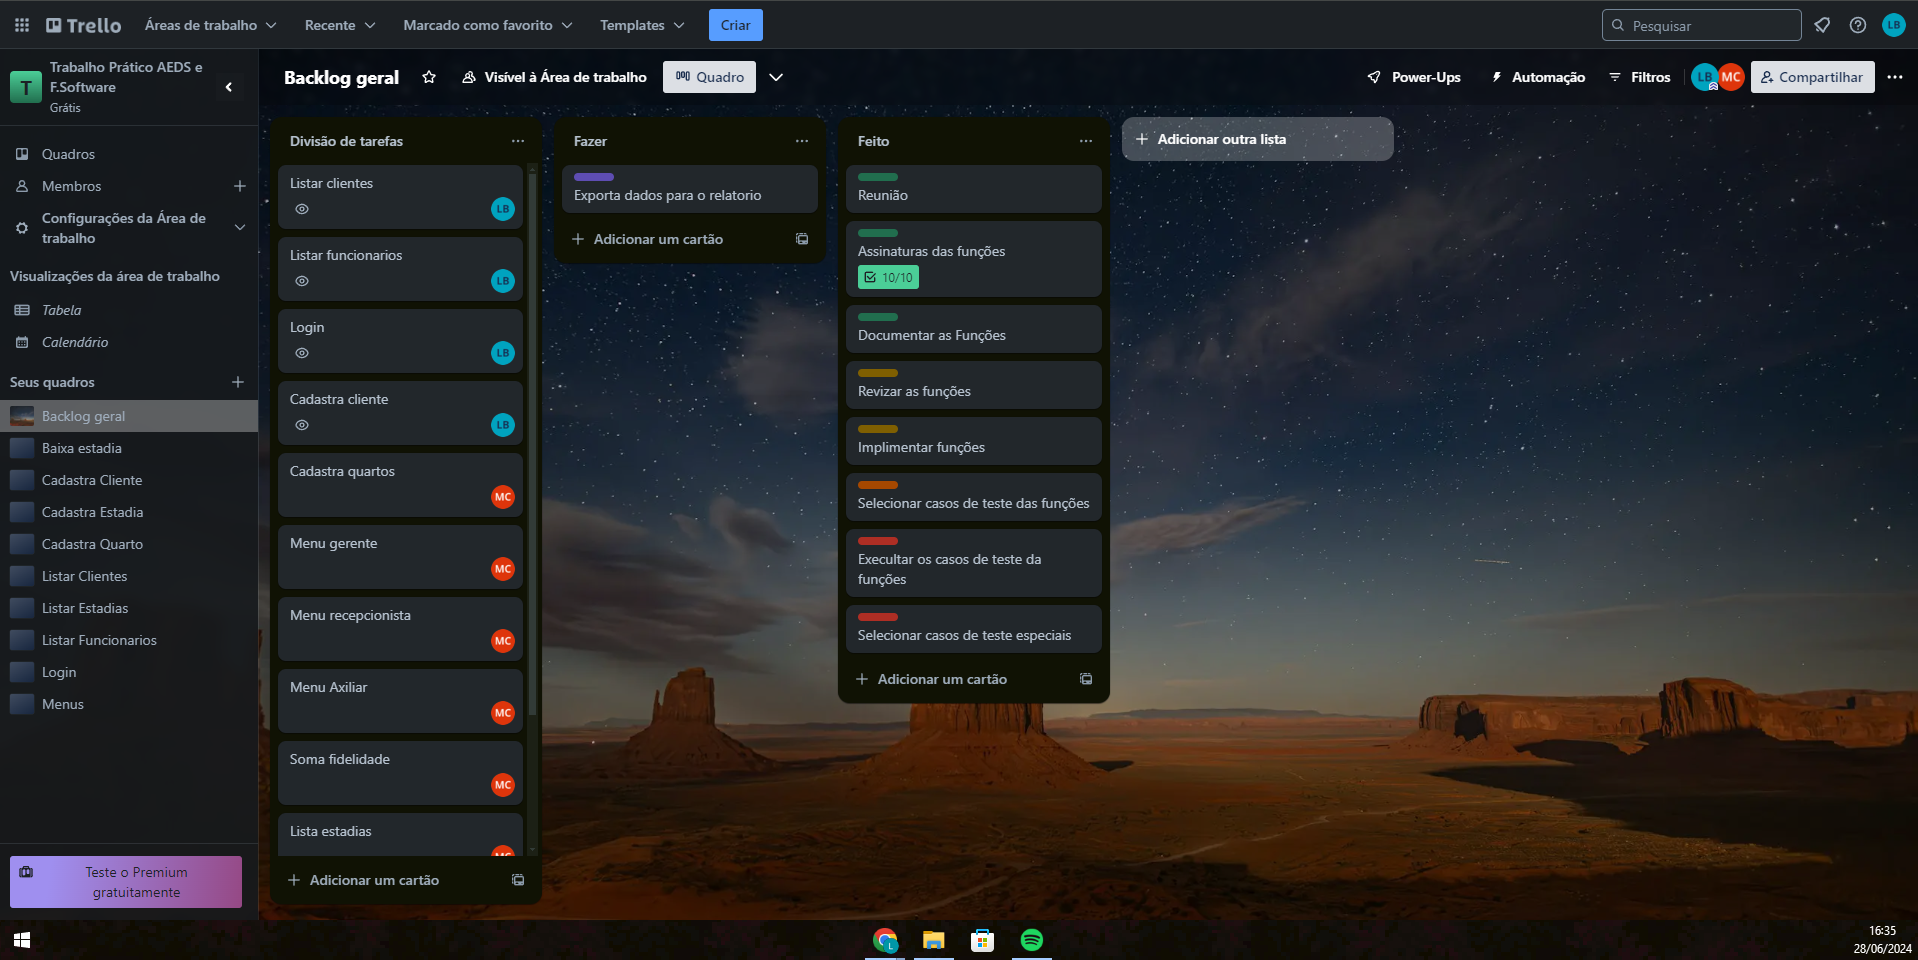 Trello
Áreas de trabalho
Recente
Marcado como favorito
Templates
Criar
Pesquisar
LB
T
Trabalho Prático AEDS e
F.Software
Grátis
Quadros
Membros
Configurações da Área de
trabalho
Visualizações da área de trabalho
Tabela
Calendário
Seus quadros
Backlog geral
Baixa estadia
Cadastra Cliente
Cadastra Estadia
Cadastra Quarto
Listar Clientes
Listar Estadias
Listar Funcionarios
Login
Menus
Teste o Premium
gratuitamente
Backlog geral
Visível à Área de trabalho
Quadro
Power-Ups
Automação
Filtros
LB
MC
Compartilhar
Divisão de tarefas
Listar clientes
LB
Listar funcionarios
LB
Login
LB
Cadastra cliente
LB
Cadastra quartos
MC
Menu gerente
MC
Menu recepcionista
MC
Menu Axiliar
MC
Soma fidelidade
MC
Lista estadias
MC
Adicionar um cartão
Fazer
Exporta dados para o relatorio
Adicionar um cartão
Feito
Reunião
Assinaturas das funções
10/10
Documentar as Funções
Revizar as funções
Implimentar funções
Selecionar casos de teste das funções
Execultar os casos de teste da
funções
Selecionar casos de teste especiais
Adicionar um cartão
Adicionar outra lista
L
16:35
28/06/2024